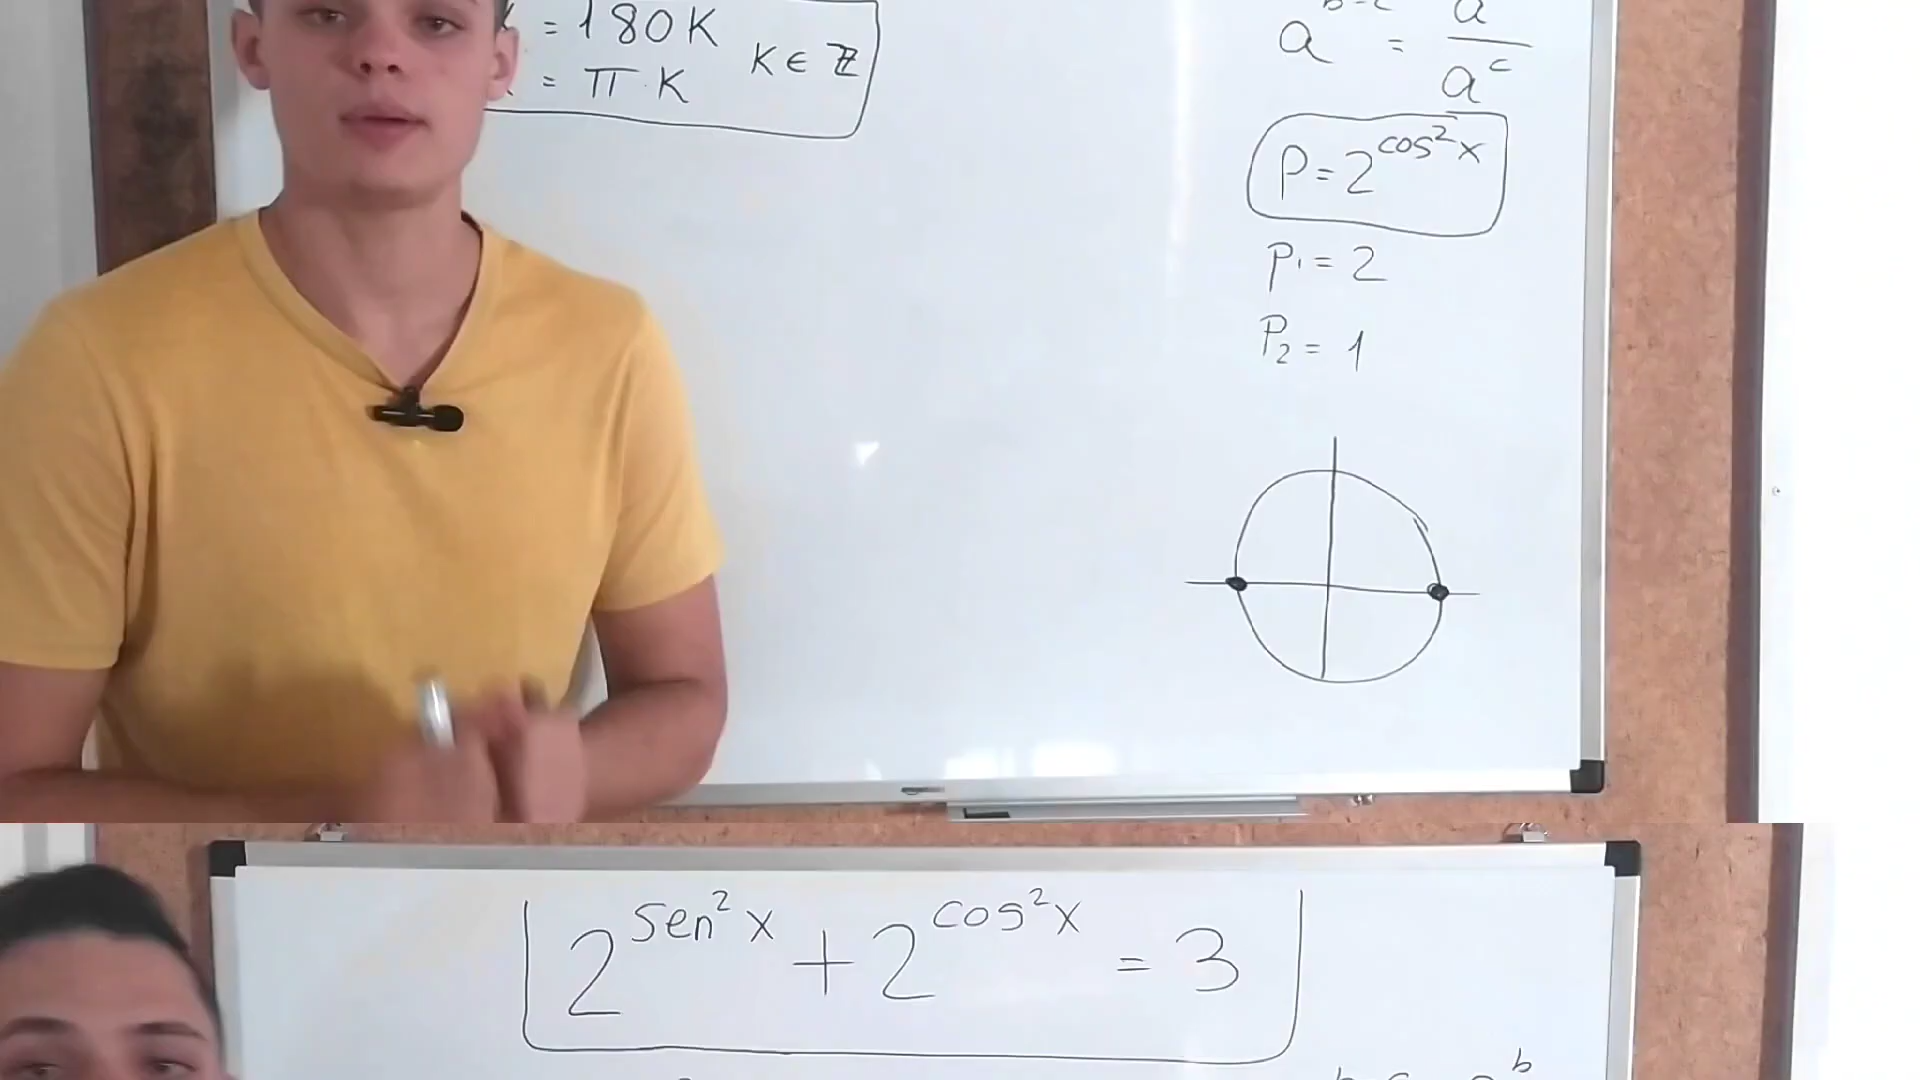 = 180K
= π·K K ∈ ℤ
a = a / a^c
P = 2^cos²x
P₁ = 2
P₂ = 1
2^sen²x + 2^cos²x = 3
b